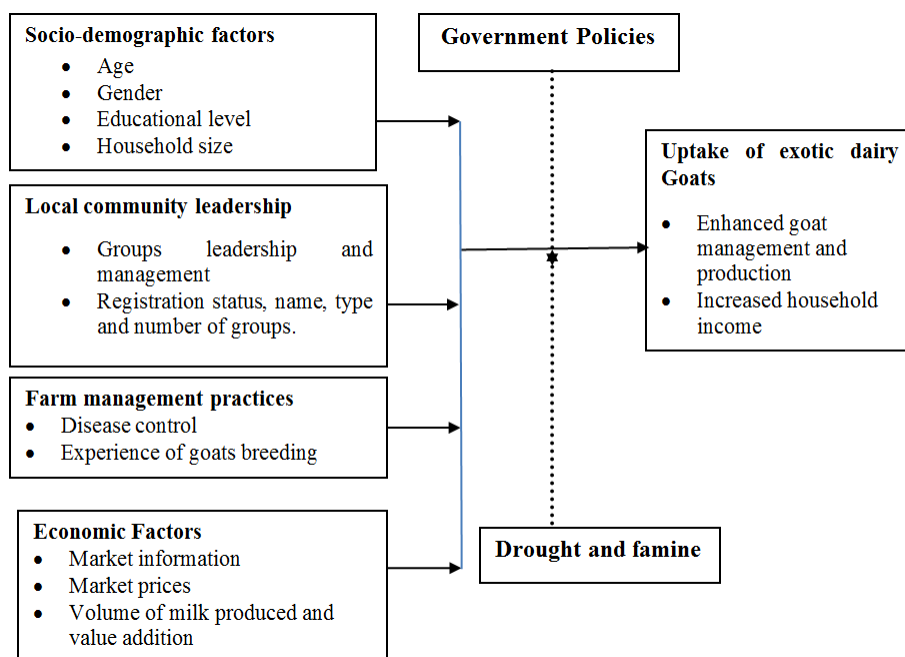 Socio-demographic factors
• Age
• Gender
• Educational level
• Household size
Government Policies
Local community leadership
• Groups leadership and
management
• Registration status, name, type
and number of groups.
Uptake of exotic dairy
Goats
• Enhanced goat
management and
production
• Increased household
income
Farm management practices
• Disease control
• Experience of goats breeding
Economic Factors
• Market information
• Market prices
• Volume of milk produced and
value addition
Drought and famine